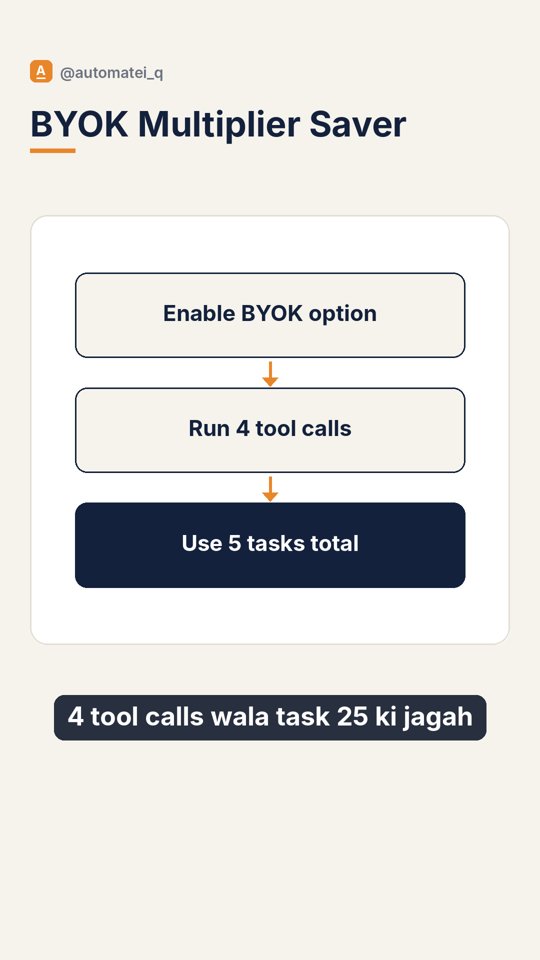 A
@automatei_q
BYOK Multiplier Saver
Enable BYOK option
Run 4 tool calls
Use 5 tasks total
4 tool calls wala task 25 ki jagah